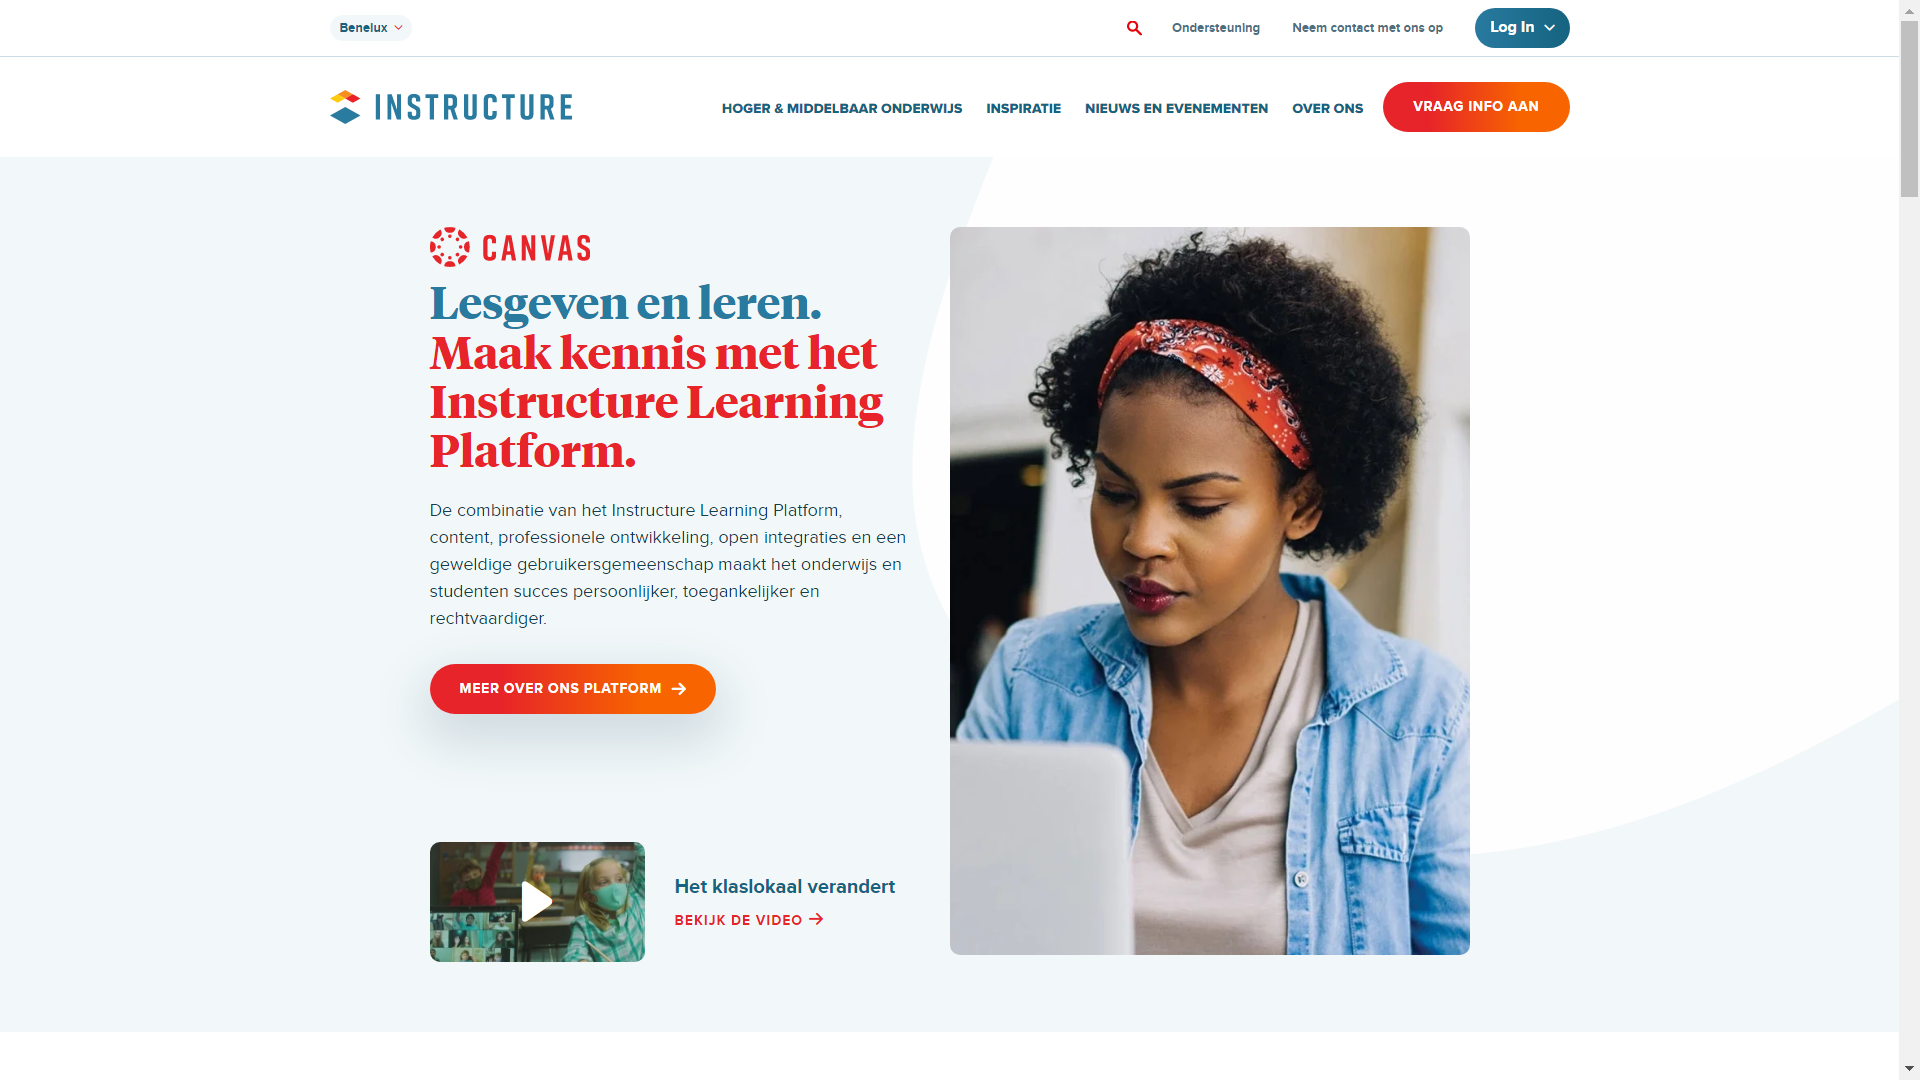 Benelux
Ondersteuning
Neem contact met ons op
Log In
INSTRUCTURE
HOGER & MIDDELBAAR ONDERWIJS
INSPIRATIE
NIEUWS EN EVENEMENTEN
OVER ONS
VRAAG INFO AAN
CANVAS
Lesgeven en leren.
Maak kennis met het
Instructure Learning
Platform.
De combinatie van het Instructure Learning Platform,
content, professionele ontwikkeling, open integraties en een
geweldige gebruikersgemeenschap maakt het onderwijs en
studenten succes persoonlijker, toegankelijker en
rechtvaardiger.
MEER OVER ONS PLATFORM
Het klaslokaal verandert
BEKIJK DE VIDEO